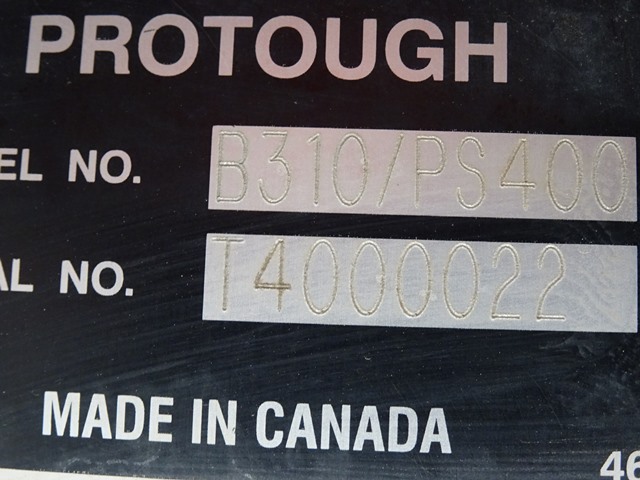 PROTOUGH
EL NO. B310/PS400
AL NO. T4000022
MADE IN CANADA
46